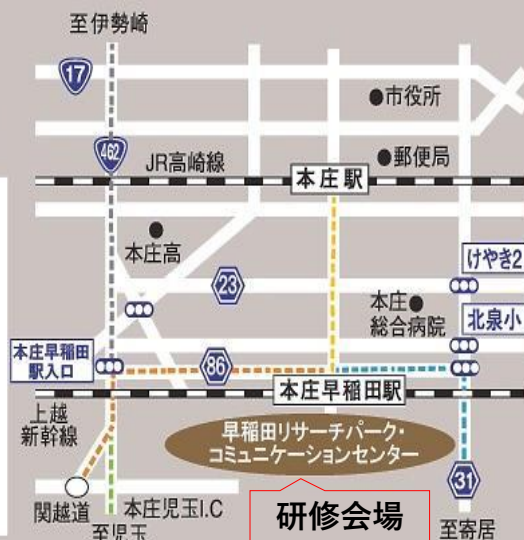 至伊勢崎
17
●市役所
462
JR高崎線
●郵便局
本庄駅
本庄高
けやき2
23
本庄●
総合病院
北泉小
本庄早稲田
駅入口
86
本庄早稲田駅
上越
新幹線
早稲田リサーチパーク・
コミュニケーションセンター
31
関越道
本庄児玉I.C
至児玉
研修会場
至寄居